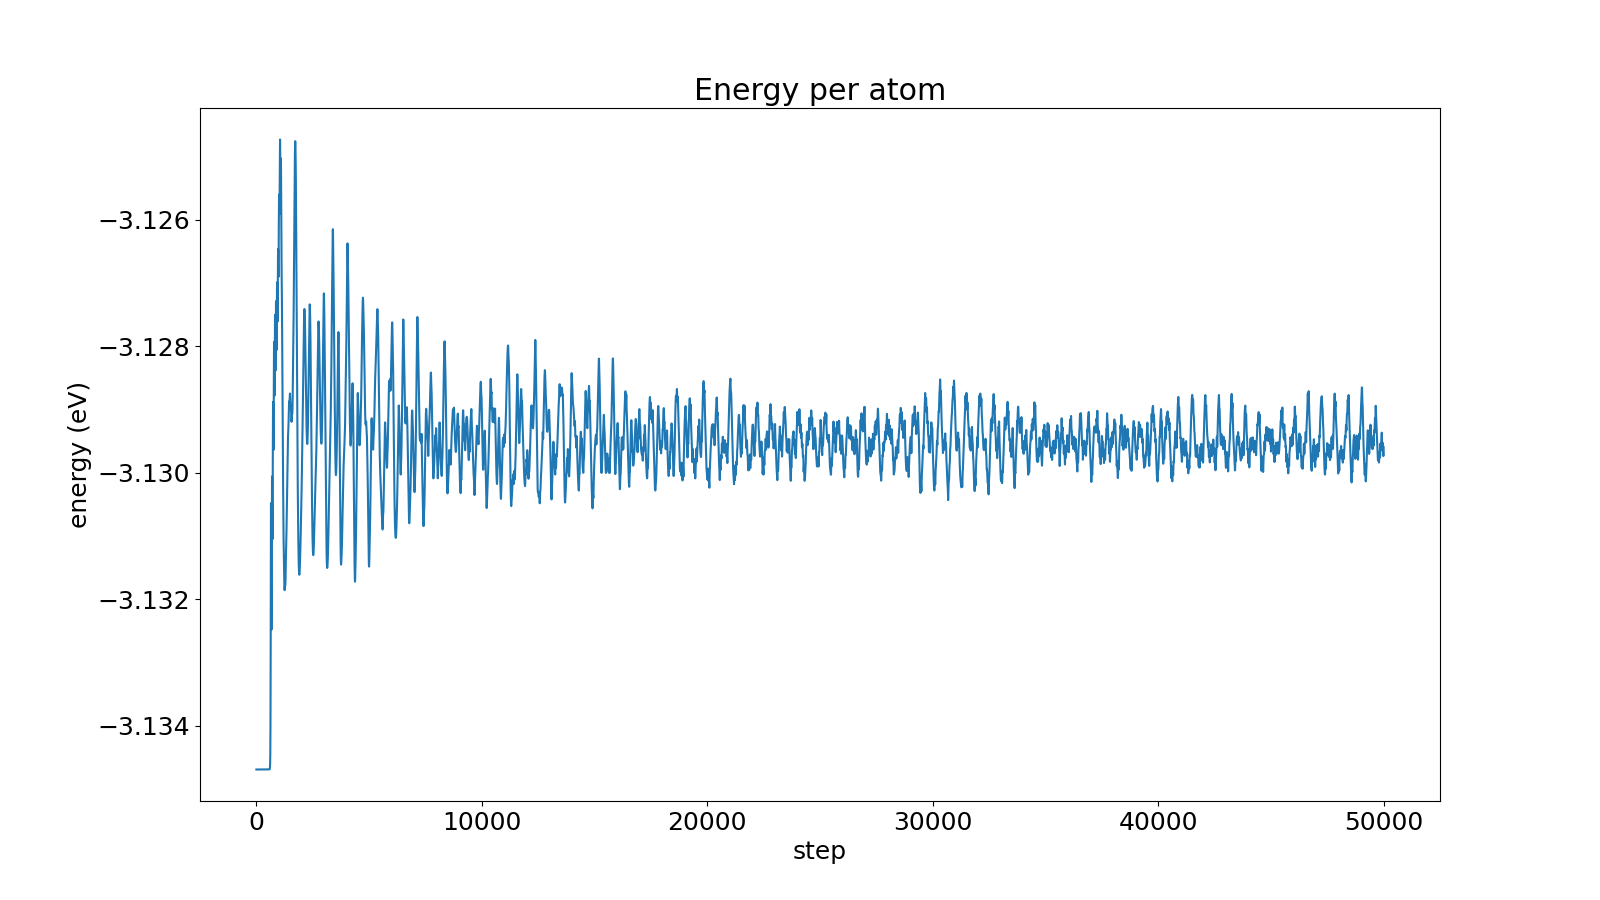 Energy per atom
energy (eV)
−3.126
−3.128
−3.130
−3.132
−3.134
0 10000 20000 30000 40000 50000
step